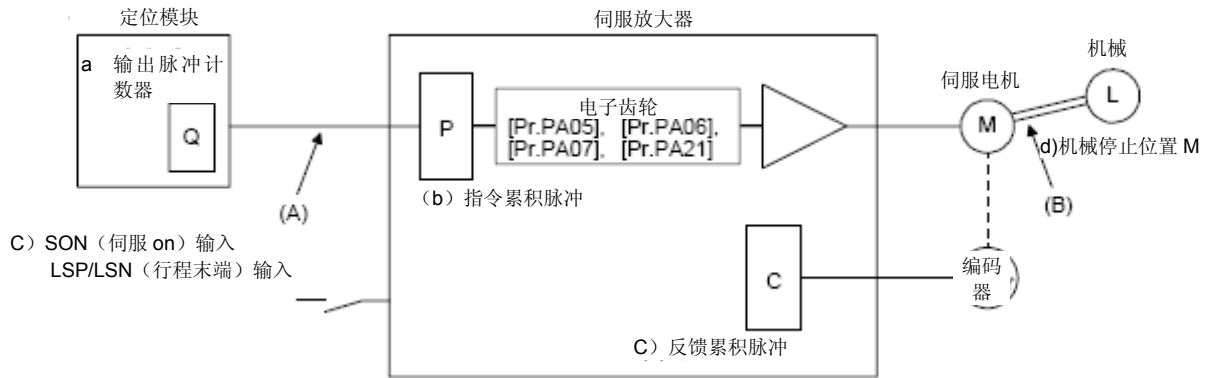 定位模块
伺服放大器
机械
a 输出脉冲计
数器
Q
伺服电机
L
P
电子齿轮
[Pr.PA05], [Pr.PA06],
[Pr.PA07], [Pr.PA21]
M
d)机械停止位置 M
(b) 指令累积脉冲
(A)
(B)
C) SON (伺服 on) 输入
LSP/LSN (行程末端) 输入
C
编码
器
C) 反馈累积脉冲